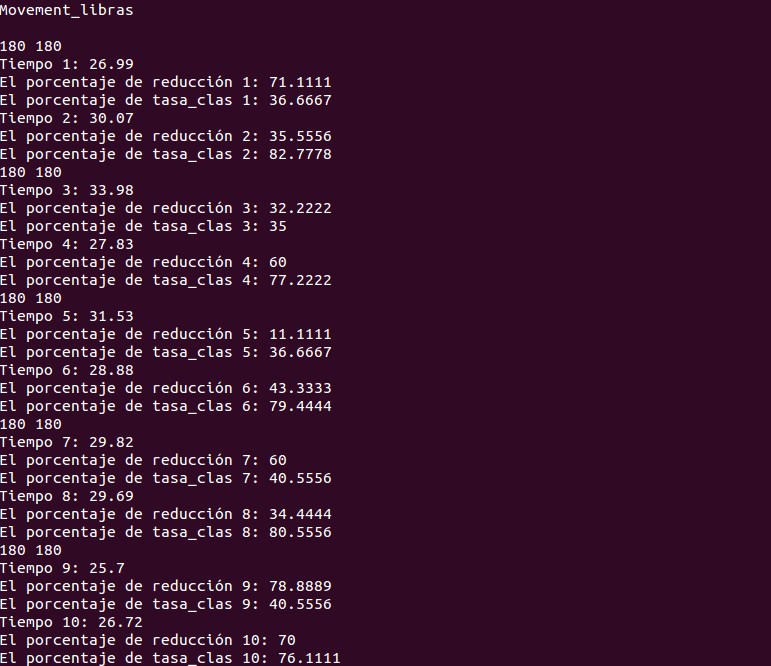 Movement_libras
180 180
Tiempo 1: 26.99
El porcentaje de reducción 1: 71.1111
El porcentaje de tasa_clas 1: 36.6667
Tiempo 2: 30.07
El porcentaje de reducción 2: 35.5556
El porcentaje de tasa_clas 2: 82.7778
180 180
Tiempo 3: 33.98
El porcentaje de reducción 3: 32.2222
El porcentaje de tasa_clas 3: 35
Tiempo 4: 27.83
El porcentaje de reducción 4: 60
El porcentaje de tasa_clas 4: 77.2222
180 180
Tiempo 5: 31.53
El porcentaje de reducción 5: 11.1111
El porcentaje de tasa_clas 5: 36.6667
Tiempo 6: 28.88
El porcentaje de reducción 6: 43.3333
El porcentaje de tasa_clas 6: 79.4444
180 180
Tiempo 7: 29.82
El porcentaje de reducción 7: 60
El porcentaje de tasa_clas 7: 40.5556
Tiempo 8: 29.69
El porcentaje de reducción 8: 34.4444
El porcentaje de tasa_clas 8: 80.5556
180 180
Tiempo 9: 25.7
El porcentaje de reducción 9: 78.8889
El porcentaje de tasa_clas 9: 40.5556
Tiempo 10: 26.72
El porcentaje de reducción 10: 70
El porcentaje de tasa_clas 10: 76.1111